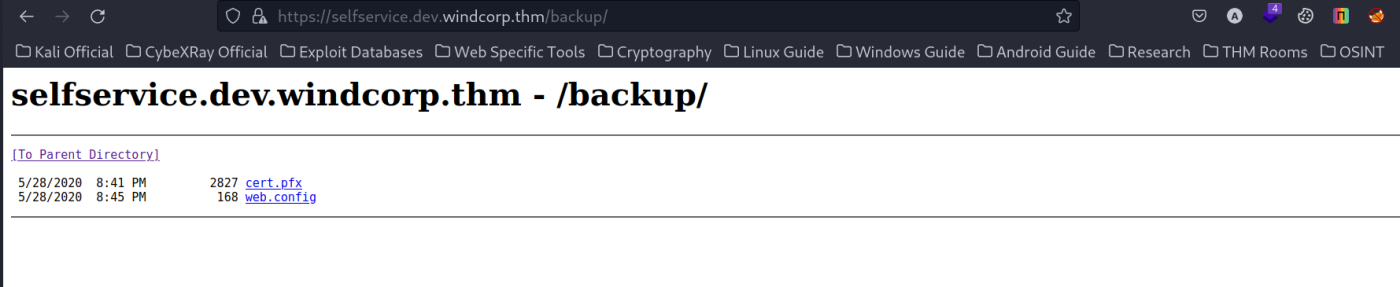 https://selfservice.dev.windcorp.thm/backup/
4
A
Kali Official CybeXRay Official Exploit Databases Web Specific Tools Cryptography Linux Guide Windows Guide Android Guide Research THM Rooms OSINT
selfservice.dev.windcorp.thm - /backup/
[To Parent Directory]
5/28/2020 8:41 PM 2827 cert.pfx
5/28/2020 8:45 PM 168 web.config